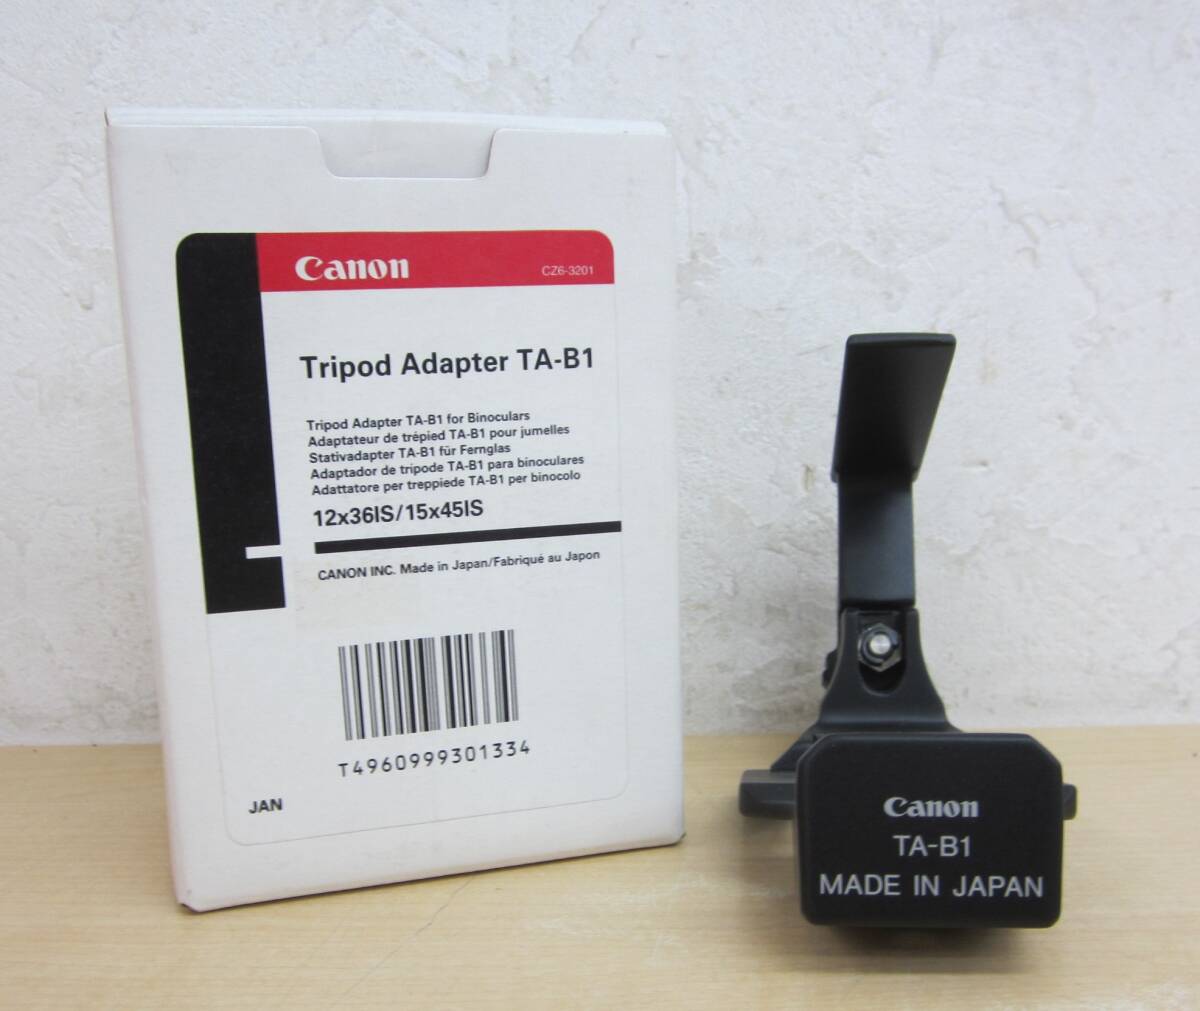 Canon
CZ6-3201
Tripod Adapter TA-B1
Tripod Adapter TA-B1 for Binoculars
Adaptateur de trépied TA-B1 pour jumelles
Stativadapter TA-B1 für Fernglas
Adaptador de tripode TA-B1 para binoculares
Adattatore per treppiede TA-B1 per binocolo
12x36IS/15x45IS
CANON INC. Made in Japan/Fabriqué au Japon
T4960999301334
JAN
Canon
TA-B1
MADE IN JAPAN